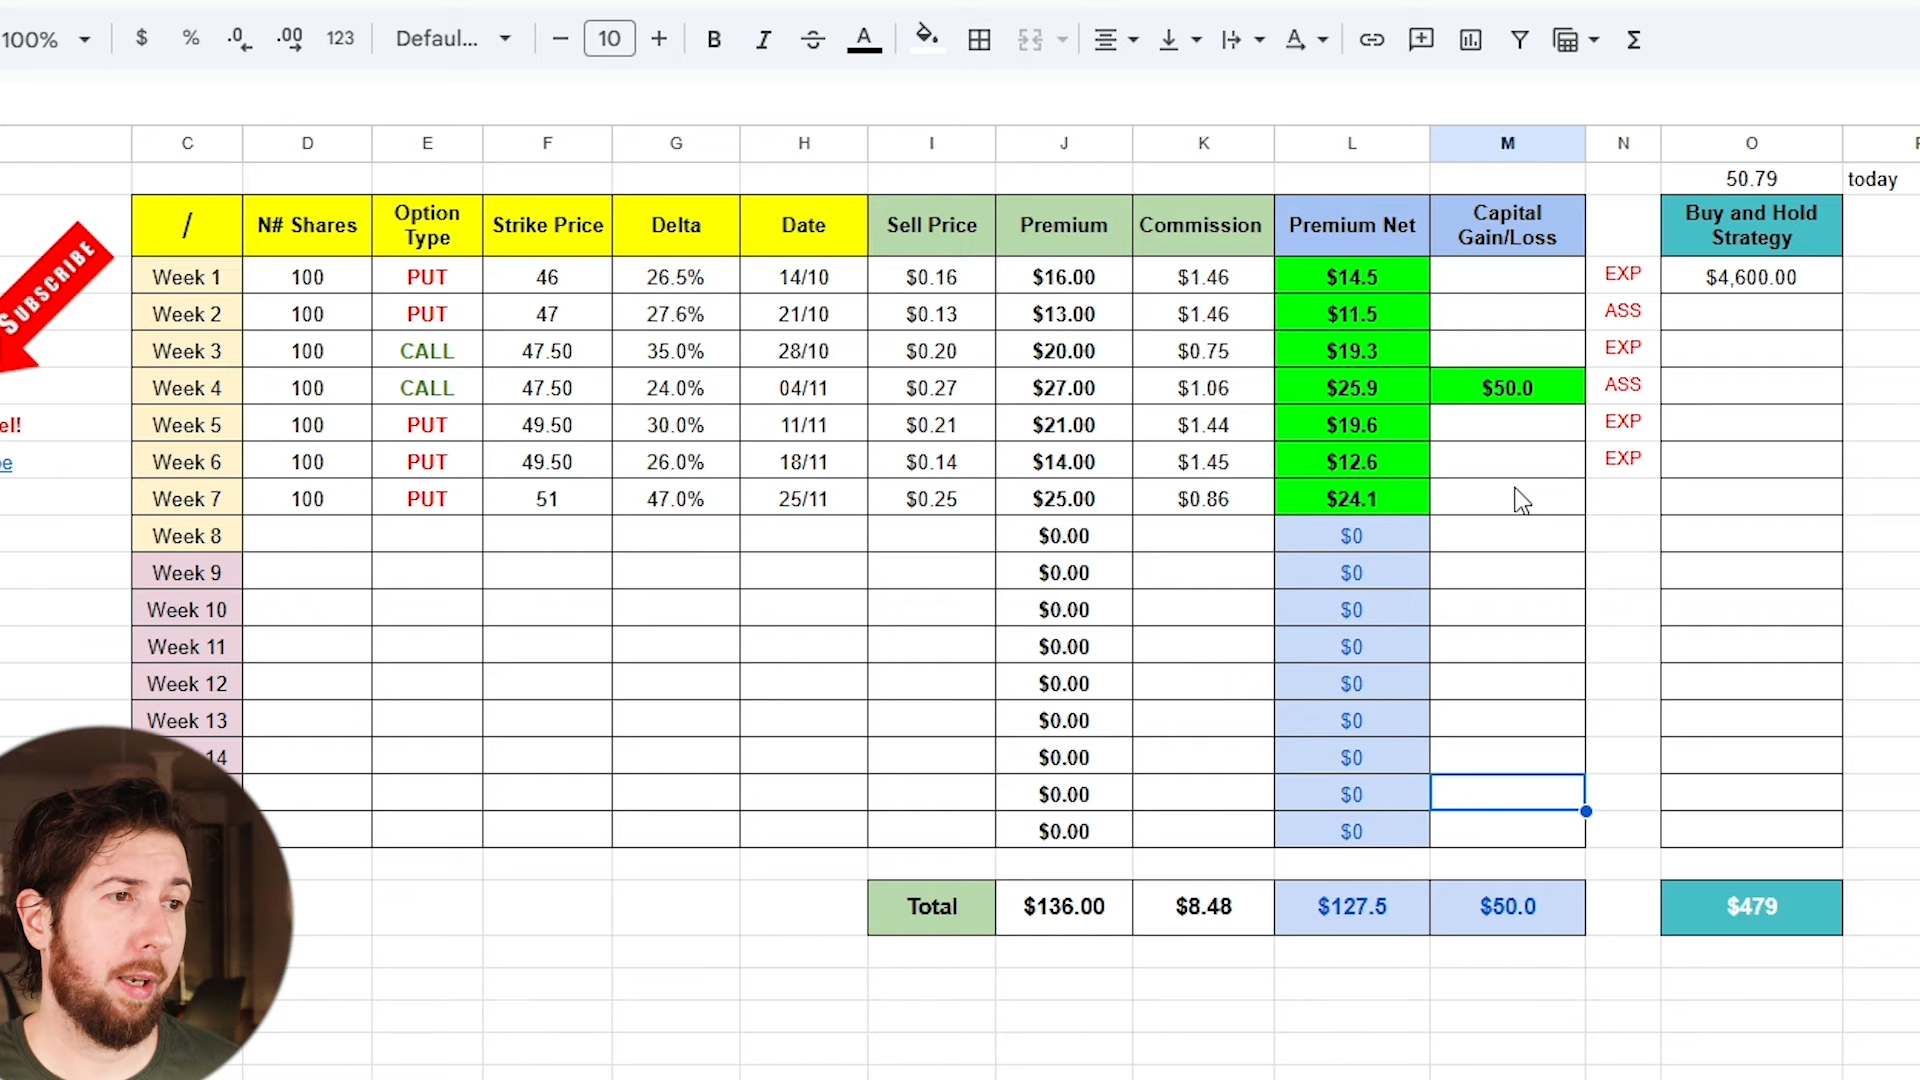 100% $ % .0 .00 123 Defaul... 10 B I A
C D E F G H I J K L M N O
50.79 today
/ N# Shares Option Type Strike Price Delta Date Sell Price Premium Commission Premium Net Capital Gain/Loss Buy and Hold Strategy
SUBSCRIBE
Week 1 100 PUT 46 26.5% 14/10 $0.16 $16.00 $1.46 $14.5 EXP $4,600.00
Week 2 100 PUT 47 27.6% 21/10 $0.13 $13.00 $1.46 $11.5 ASS
Week 3 100 CALL 47.50 35.0% 28/10 $0.20 $20.00 $0.75 $19.3 EXP
Week 4 100 CALL 47.50 24.0% 04/11 $0.27 $27.00 $1.06 $25.9 $50.0 ASS
el! Week 5 100 PUT 49.50 30.0% 11/11 $0.21 $21.00 $1.44 $19.6 EXP
be Week 6 100 PUT 49.50 26.0% 18/11 $0.14 $14.00 $1.45 $12.6 EXP
Week 7 100 PUT 51 47.0% 25/11 $0.25 $25.00 $0.86 $24.1
Week 8 $0.00 $0
Week 9 $0.00 $0
Week 10 $0.00 $0
Week 11 $0.00 $0
Week 12 $0.00 $0
Week 13 $0.00 $0
14 $0.00 $0
$0.00 $0
$0.00 $0
Total $136.00 $8.48 $127.5 $50.0 $479